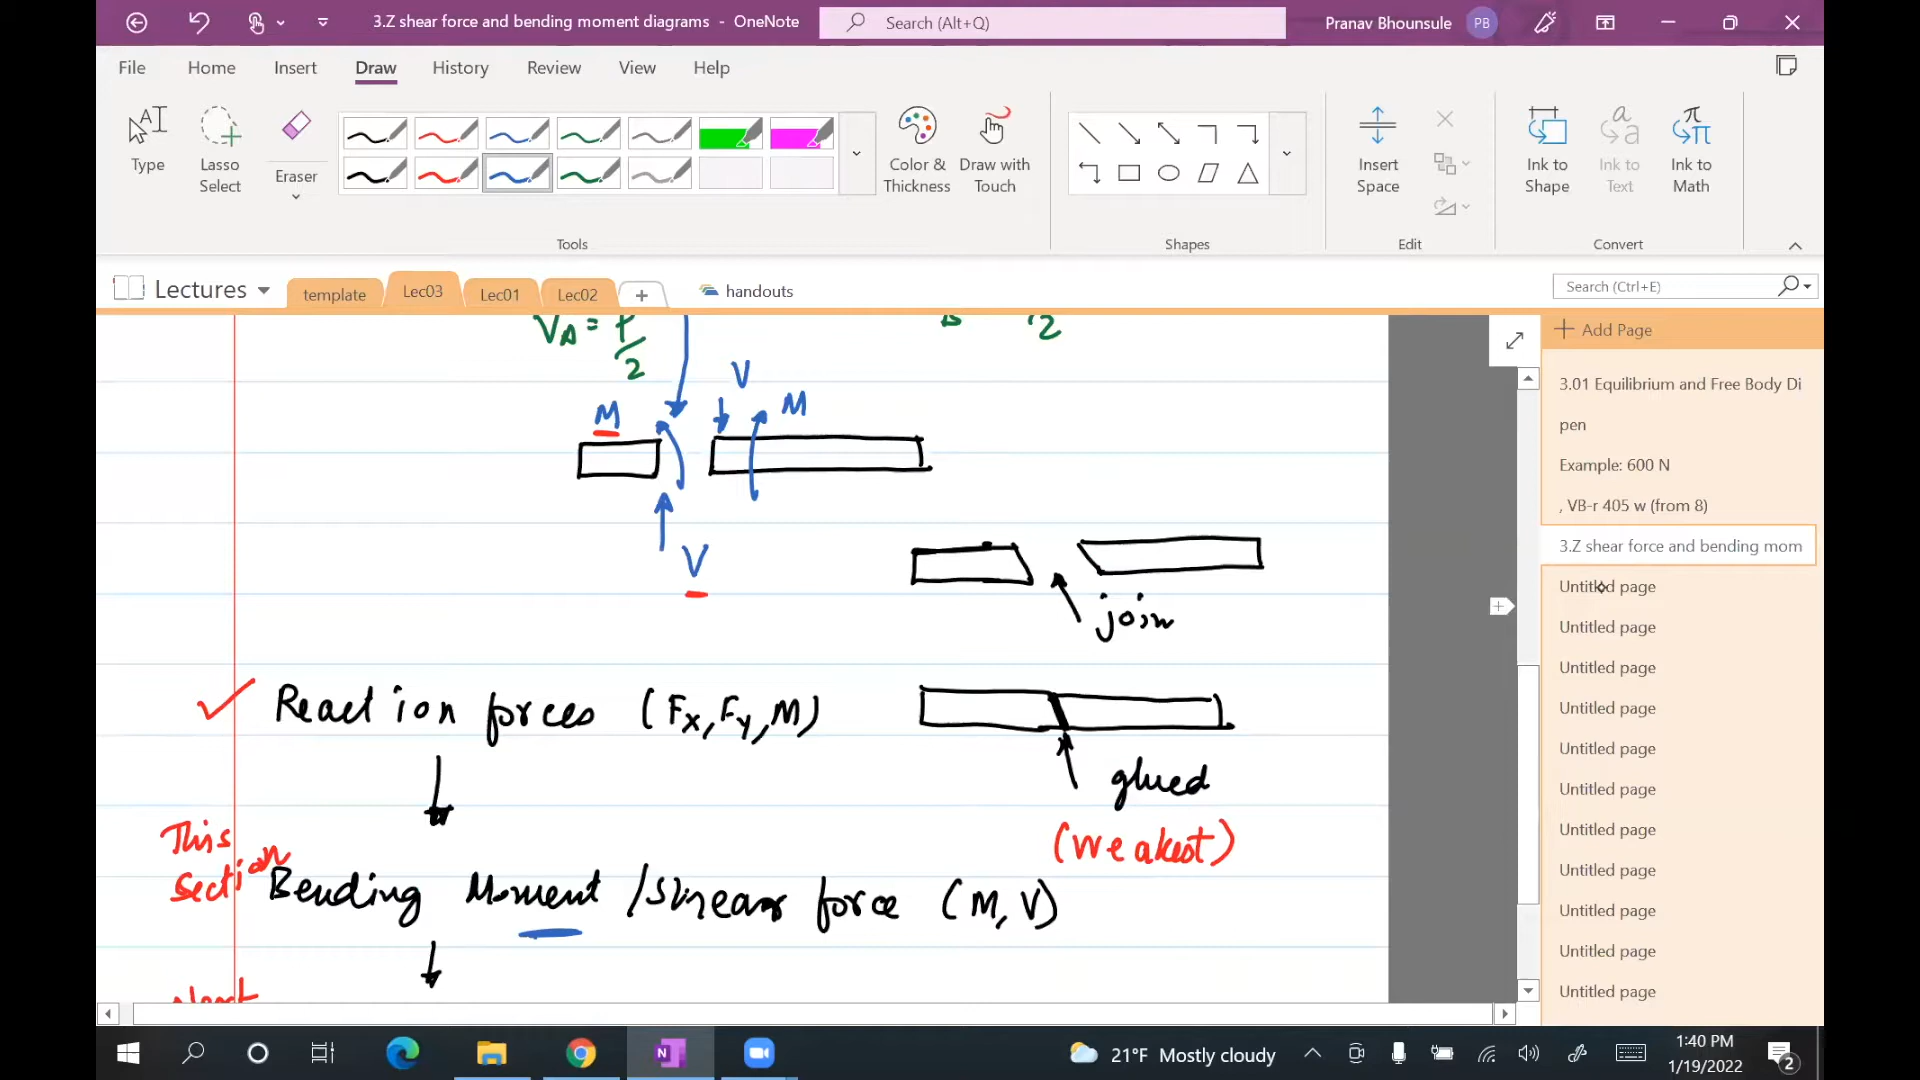 3.Z shear force and bending moment diagrams - OneNote
Search (Alt+Q)
Pranav Bhounsule
PB
File Home Insert Draw History Review View Help
Type
Lasso Select
Eraser
Color & Thickness
Draw with Touch
Insert Space
Ink to Shape
Ink to Text
Ink to Math
Tools Shapes Edit Convert
Lectures template Lec03 Lec01 Lec02 + handouts
Search (Ctrl+E)
Add Page
3.01 Equilibrium and Free Body Di
pen
Example: 600 N
, VB-r 405 w (from 8)
3.Z shear force and bending mom
Untitled page
Untitled page
Untitled page
Untitled page
Untitled page
Untitled page
Untitled page
Untitled page
Untitled page
Untitled page
Untitled page
VA = P/2
2
V
M
M
V
join
Reaction forces (Fx, Fy, M)
glued
(weakest)
This section
Bending Moment / Shear force (M, V)
Next
21°F Mostly cloudy
1:40 PM
1/19/2022
2